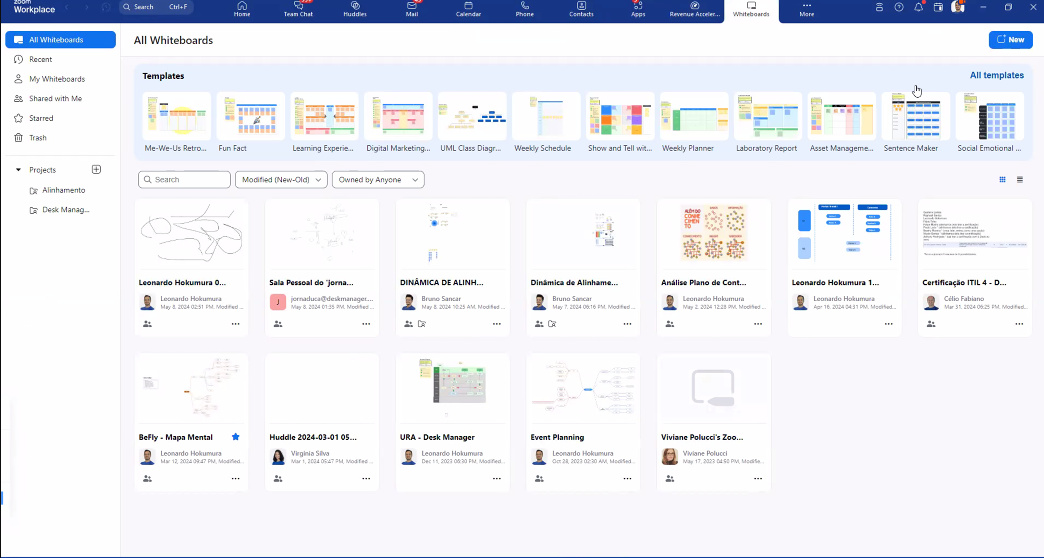 zoom
Workplace
Search Ctrl+F
Home
Team Chat
Huddles
Mail
Calendar
Phone
Contacts
Apps
Revenue Acceler...
Whiteboards
More
All Whiteboards
Recent
My Whiteboards
Shared with Me
Starred
Trash
Projects
Alinhamento
Desk Manag...
All Whiteboards
New
Templates
All templates
Me-We-Us Retro...
Fun Fact
Learning Experie...
Digital Marketing...
UML Class Diagr...
Weekly Schedule
Show and Tell wit...
Weekly Planner
Laboratory Report
Asset Manageme...
Sentence Maker
Social Emotional ...
Search
Modified (New-Old)
Owned by Anyone
ALÉM DO
CONHE
CIMEN
TO
Leonardo Hokumura 0...
Leonardo Hokumura
May 8, 2024 02:51 PM, Modified ...
Sala Pessoal do 'jorna...
J
jornaduca@deskmanager....
May 8, 2024 01:35 PM, Modified ...
DINÂMICA DE ALINH...
Bruno Sancar
May 8, 2024 10:25 AM, Modified ...
Dinâmica de Alinhame...
Bruno Sancar
May 7, 2024 06:16 PM, Modified ...
Análise Plano de Cont...
Leonardo Hokumura
May 2, 2024 12:28 PM, Modified ...
Leonardo Hokumura 1...
Leonardo Hokumura
Apr 16, 2024 04:31 PM, Modified...
Certificação ITIL 4 - D...
Célio Fabiano
Mar 31, 2024 06:25 PM, Modified...
BeFly - Mapa Mental
Leonardo Hokumura
Mar 12, 2024 09:47 PM, Modified...
Huddle 2024-03-01 05...
Virginia Silva
Mar 1, 2024 05:47 PM, Modified ...
URA - Desk Manager
Leonardo Hokumura
Dec 11, 2023 06:30 PM, Modified...
Event Planning
Leonardo Hokumura
Oct 28, 2023 02:30 AM, Modified...
Viviane Polucci's Zoo...
Viviane Polucci
May 17, 2023 04:50 PM, Modifie...